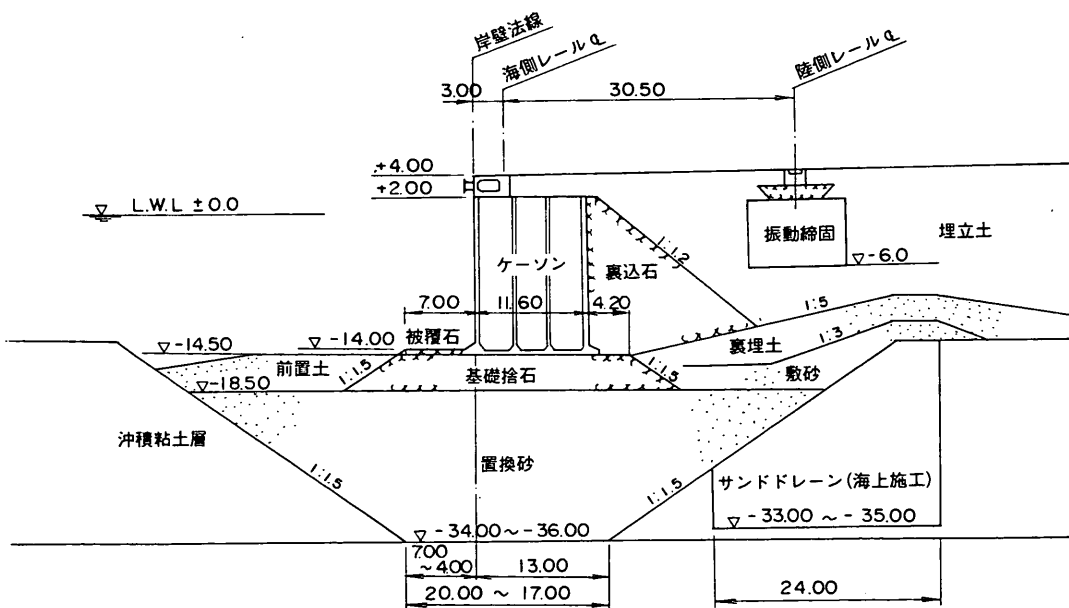 岸壁法線
海側レール℄
陸側レール℄
3.00
30.50
+4.00
+2.00
L.W.L ±0.0
振動締固
埋立土
-6.0
ケーソン
裏込石
1:1.2
7.00
11.60
4.20
1:5
被覆石
裏埋土
1:3
-14.50
-14.00
前置土
1:1.5
基礎捨石
1:1.5
敷砂
-18.50
沖積粘土層
置換砂
1:1.5
1:1.5
サンドドレーン(海上施工)
-33.00 ~ -35.00
-34.00~-36.00
7.00
~4.00
13.00
20.00 ~ 17.00
24.00